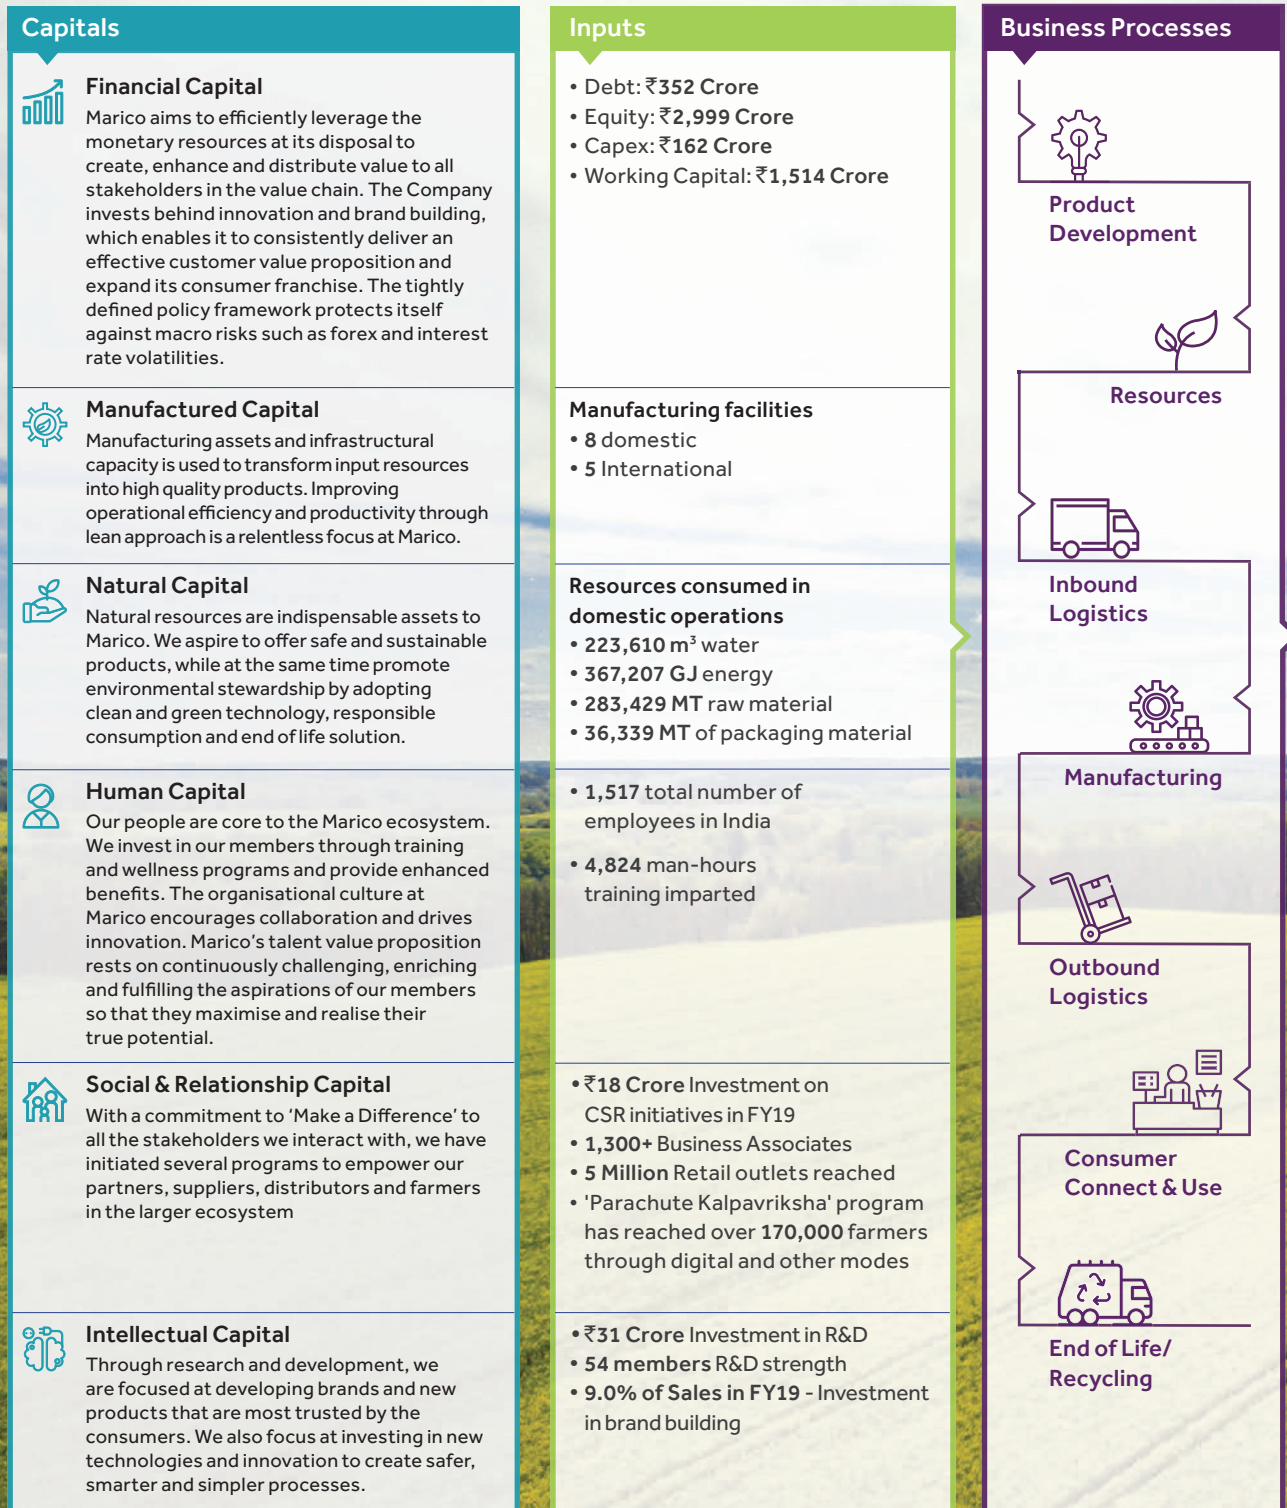 Capitals
Financial Capital
Marico aims to efficiently leverage the
monetary resources at its disposal to
create, enhance and distribute value to all
stakeholders in the value chain. The Company
invests behind innovation and brand building,
which enables it to consistently deliver an
effective customer value proposition and
expand its consumer franchise. The tightly
defined policy framework protects itself
against macro risks such as forex and interest
rate volatilities.
Manufactured Capital
Manufacturing assets and infrastructural
capacity is used to transform input resources
into high quality products. Improving
operational efficiency and productivity through
lean approach is a relentless focus at Marico.
Natural Capital
Natural resources are indispensable assets to
Marico. We aspire to offer safe and sustainable
products, while at the same time promote
environmental stewardship by adopting
clean and green technology, responsible
consumption and end of life solution.
Human Capital
Our people are core to the Marico ecosystem.
We invest in our members through training
and wellness programs and provide enhanced
benefits. The organisational culture at
Marico encourages collaboration and drives
innovation. Marico's talent value proposition
rests on continuously challenging, enriching
and fulfilling the aspirations of our members
so that they maximise and realise their
true potential.
Social & Relationship Capital
With a commitment to 'Make a Difference' to
all the stakeholders we interact with, we have
initiated several programs to empower our
partners, suppliers, distributors and farmers
in the larger ecosystem
Intellectual Capital
Through research and development, we
are focused at developing brands and new
products that are most trusted by the
consumers. We also focus at investing in new
technologies and innovation to create safer,
smarter and simpler processes.
Inputs
• Debt: ₹352 Crore
• Equity: ₹2,999 Crore
• Capex: ₹162 Crore
• Working Capital: ₹1,514 Crore
Manufacturing facilities
• 8 domestic
• 5 International
Resources consumed in
domestic operations
• 223,610 m³ water
• 367,207 GJ energy
• 283,429 MT raw material
• 36,339 MT of packaging material
• 1,517 total number of
employees in India
• 4,824 man-hours
training imparted
• ₹18 Crore Investment on
CSR initiatives in FY19
• 1,300+ Business Associates
• 5 Million Retail outlets reached
• 'Parachute Kalpavriksha' program
has reached over 170,000 farmers
through digital and other modes
• ₹31 Crore Investment in R&D
• 54 members R&D strength
• 9.0% of Sales in FY19 - Investment
in brand building
Business Processes
Product
Development
Resources
Inbound
Logistics
Manufacturing
Outbound
Logistics
Consumer
Connect & Use
End of Life/
Recycling